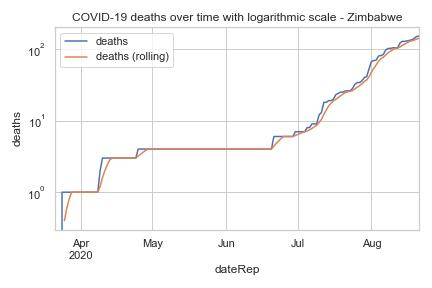 COVID-19 deaths over time with logarithmic scale - Zimbabwe
deaths
deaths (rolling)
deaths
10²
10¹
10⁰
Apr May Jun Jul Aug
2020
dateRep